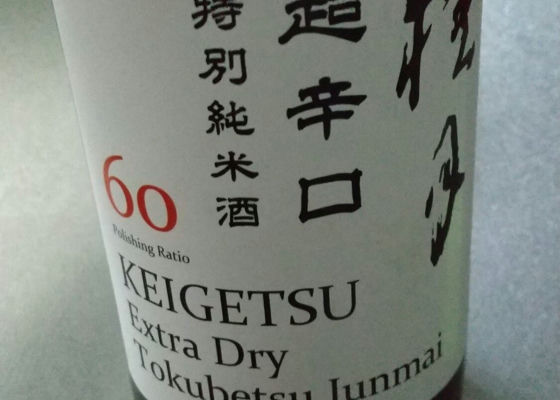 桂月
超辛口
特別純米酒
60
Polishing Ratio
KEIGETSU
Extra Dry
Tokubetsu Junmai